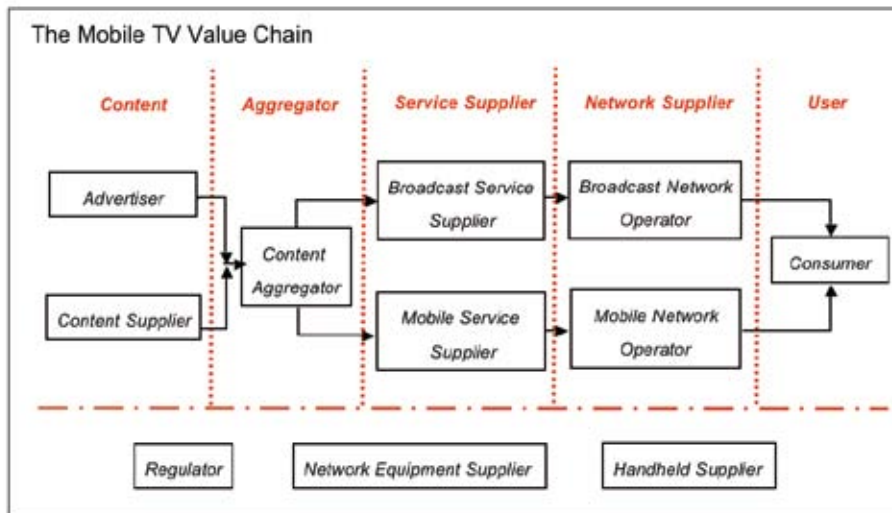 The Mobile TV Value Chain
Content
Aggregator
Service Supplier
Network Supplier
User
Advertiser
Content Supplier
Content
Aggregator
Broadcast Service
Supplier
Mobile Service
Supplier
Broadcast Network
Operator
Mobile Network
Operator
Consumer
Regulator
Network Equipment Supplier
Handheld Supplier